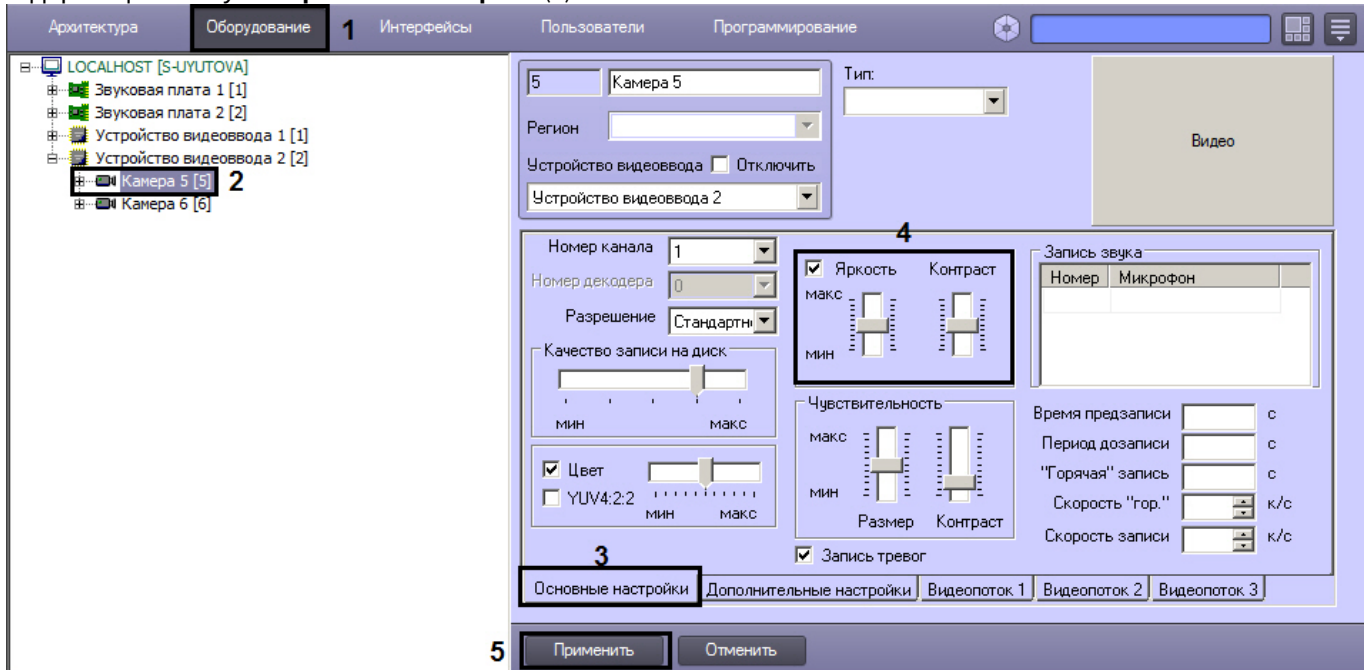 Архитектура Оборудование 1 Интерфейсы Пользователи Программирование
LOCALHOST [S-UYUTOVA]
Звуковая плата 1 [1]
Звуковая плата 2 [2]
Устройство видеоввода 1 [1]
Устройство видеоввода 2 [2]
Камера 5 [5] 2
Камера 6 [6]
5 Камера 5
Тип:
Регион
Устройство видеоввода Отключить
Устройство видеоввода 2
Видео
Номер канала 1
Номер декодера 0
Разрешение Стандартн
Качество записи на диск
мин макс
Цвет
YUV4:2:2
мин макс
4
Яркость Контраст
макс
мин
Чувствительность
макс
мин
Размер Контраст
Запись тревог
Запись звука
Номер Микрофон
Время предзаписи с
Период дозаписи с
"Горячая" запись с
Скорость "гор." к/с
Скорость записи к/с
3
Основные настройки Дополнительные настройки Видеопоток 1 Видеопоток 2 Видеопоток 3
5 Применить Отменить